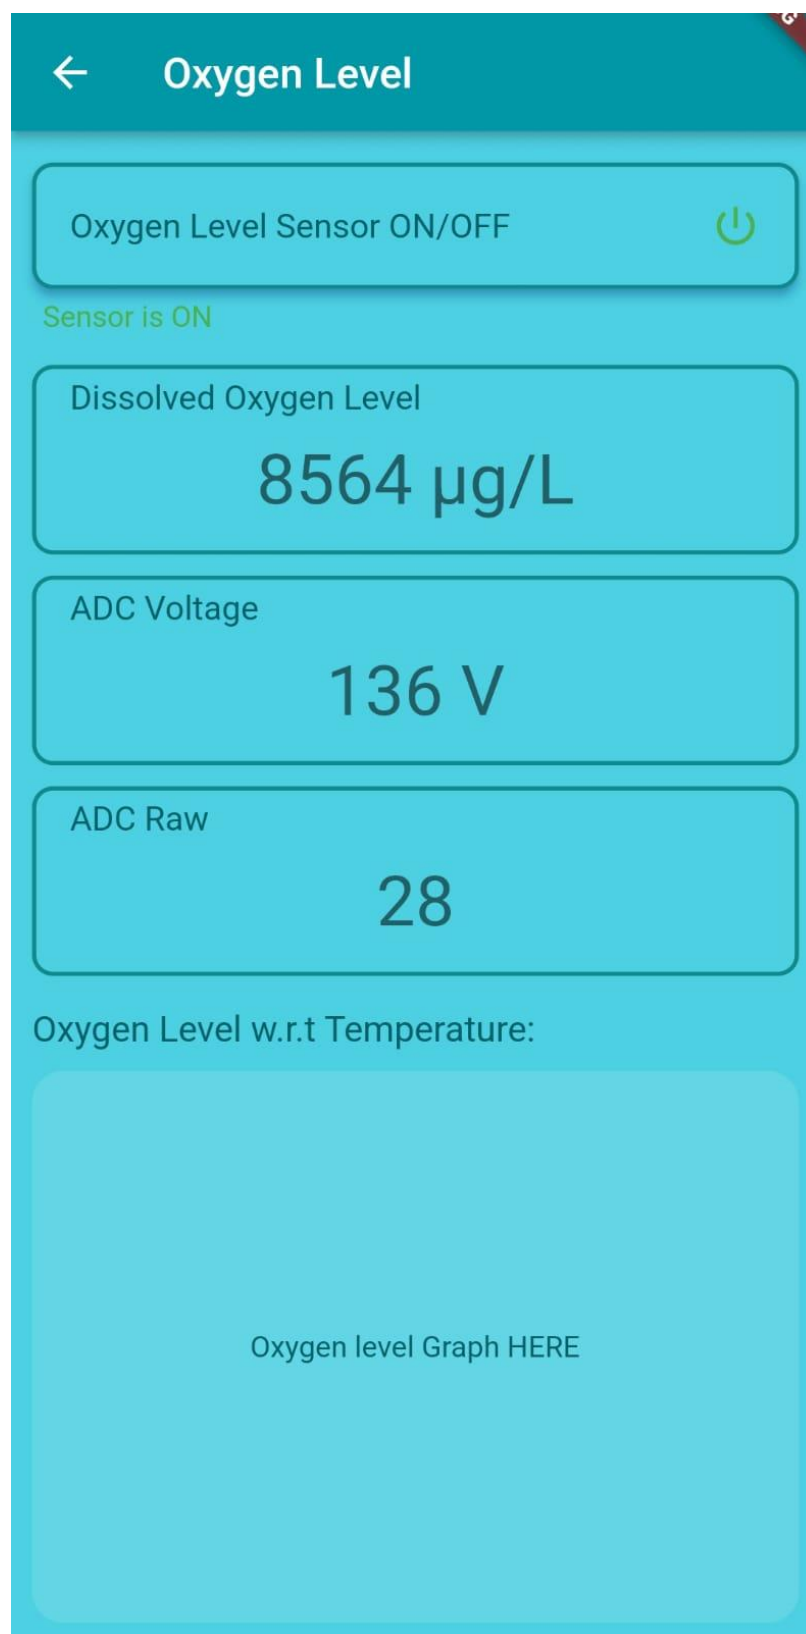 Oxygen Level
Oxygen Level Sensor ON/OFF
Sensor is ON
Dissolved Oxygen Level
8564 µg/L
ADC Voltage
136 V
ADC Raw
28
Oxygen Level w.r.t Temperature:
Oxygen level Graph HERE